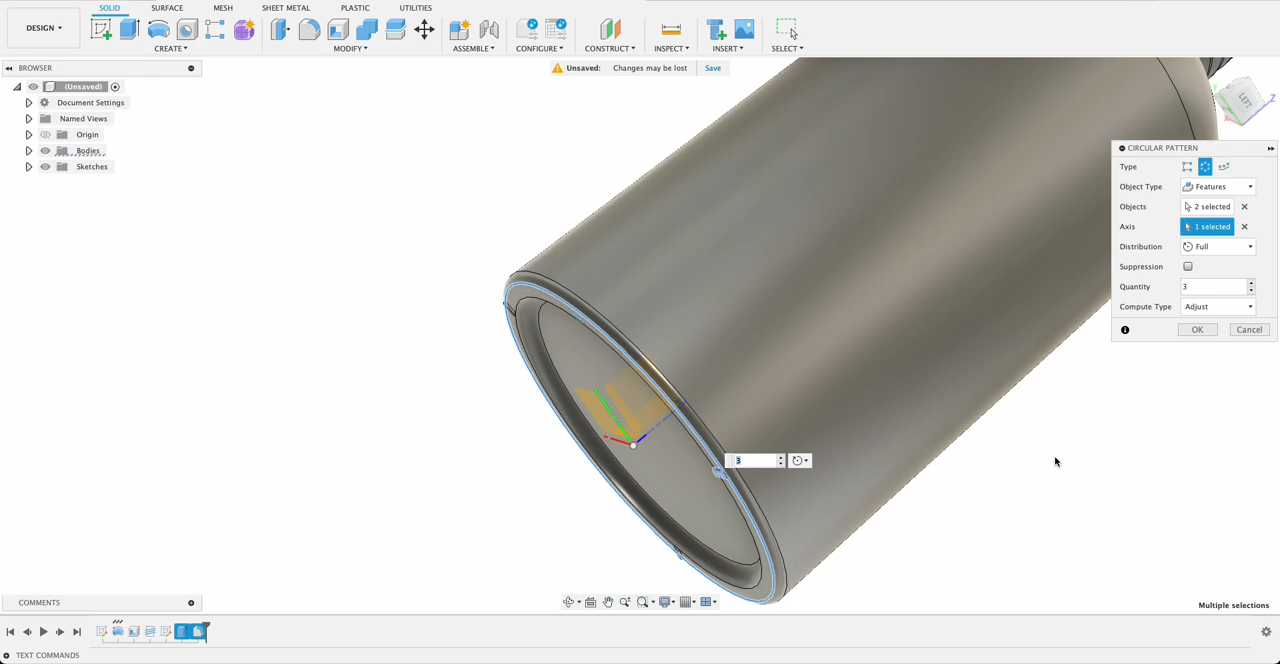 SOLID SURFACE MESH SHEET METAL PLASTIC UTILITIES
DESIGN
CREATE MODIFY ASSEMBLE CONFIGURE CONSTRUCT INSPECT INSERT SELECT
BROWSER
Unsaved: Changes may be lost Save
(Unsaved)
Document Settings
Named Views
Origin
Bodies
Sketches
LEFT
Z
CIRCULAR PATTERN
Type
Object Type Features
Objects 2 selected
Axis 1 selected
Distribution Full
Suppression
Quantity 3
Compute Type Adjust
OK Cancel
3
COMMENTS
Multiple selections
TEXT COMMANDS